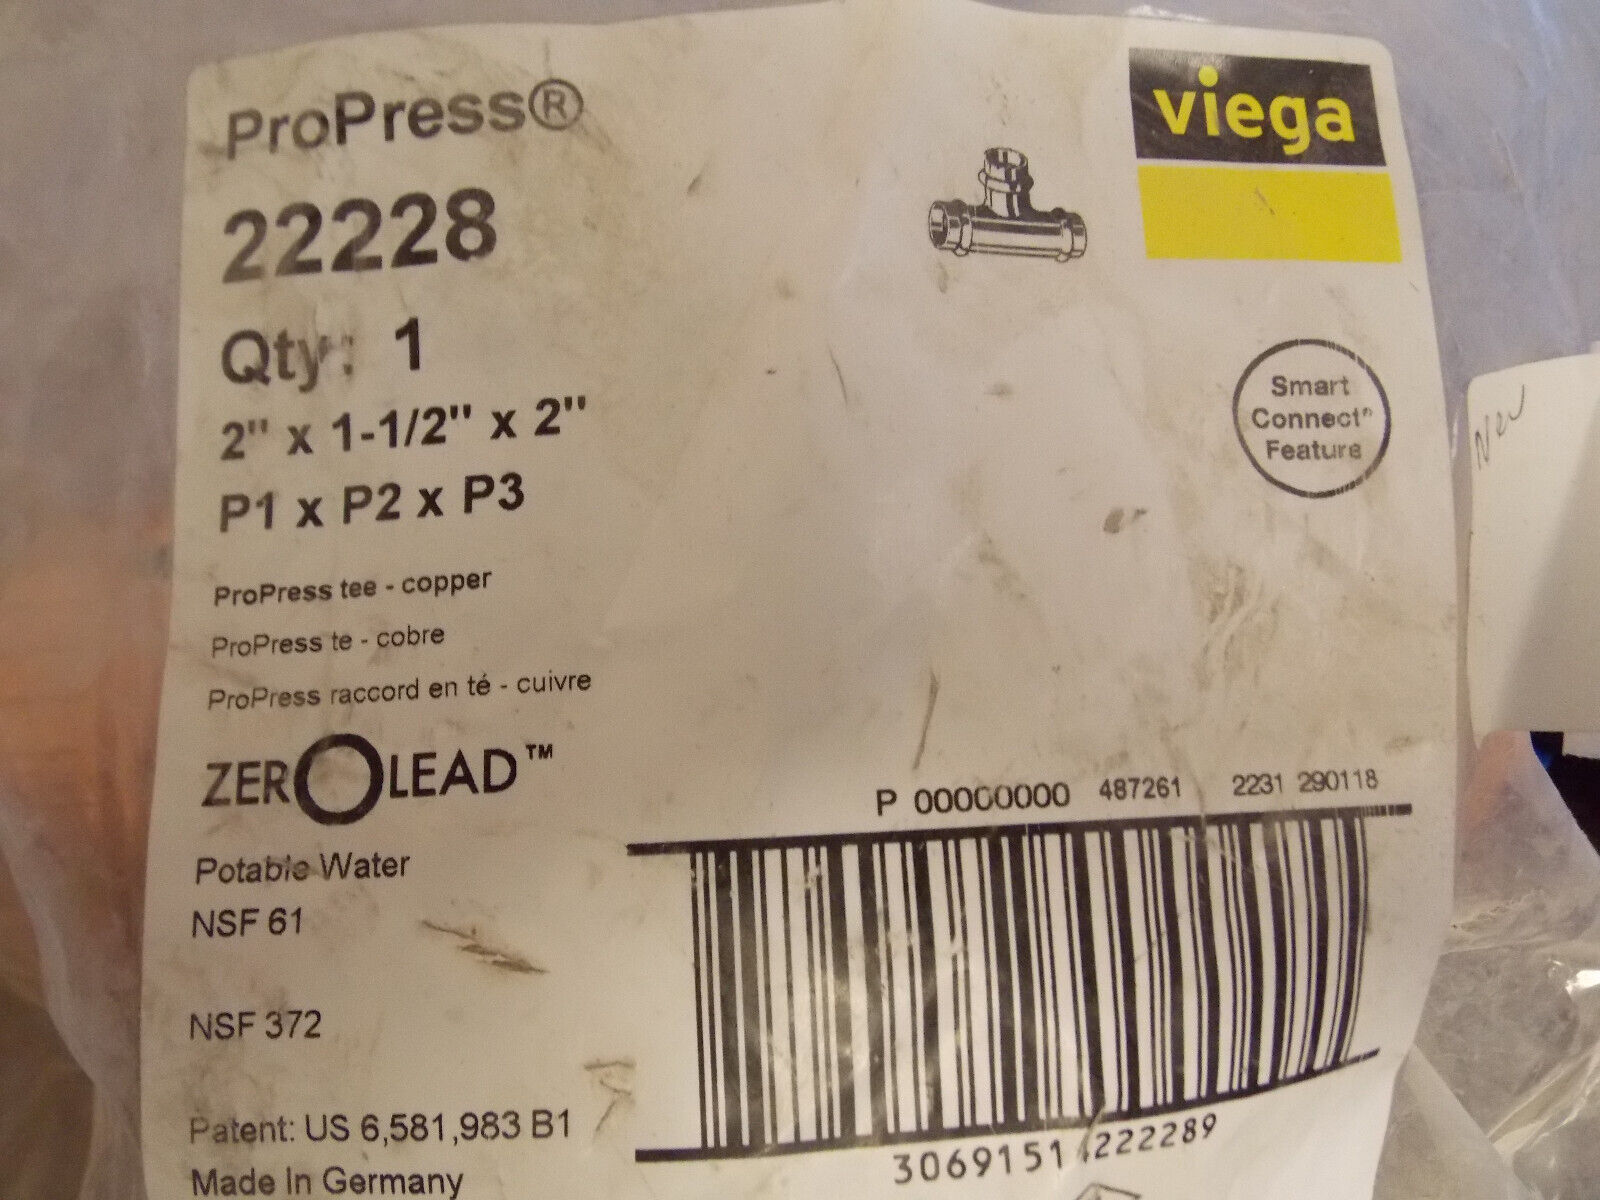 ProPress®
viega
22228
Qty: 1
2" x 1-1/2" x 2"
P1 x P2 x P3
Smart
Connect®
Feature
New
ProPress tee - copper
ProPress te - cobre
ProPress raccord en té - cuivre
ZEROLEAD™
P 00000000 487261 2231 290118
Potable Water
NSF 61
NSF 372
Patent: US 6,581,983 B1
Made In Germany
3069151 222289